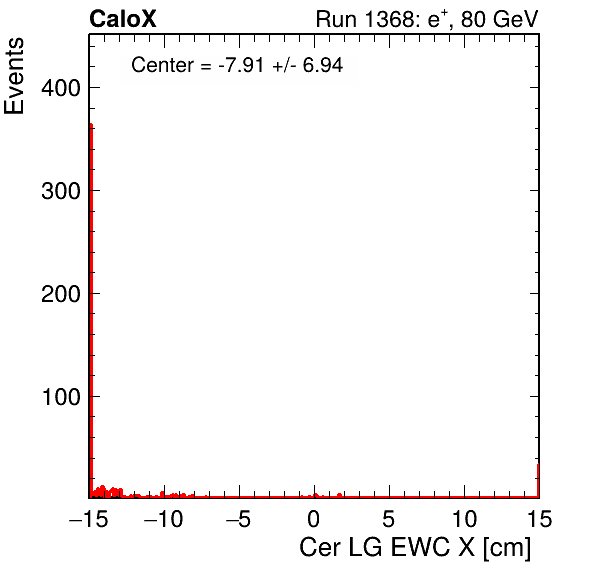 CaloX
Run 1368: e+, 80 GeV
Center = -7.91 +/- 6.94
Events
400
300
200
100
−15
−10
−5
0
5
10
15
Cer LG EWC X [cm]